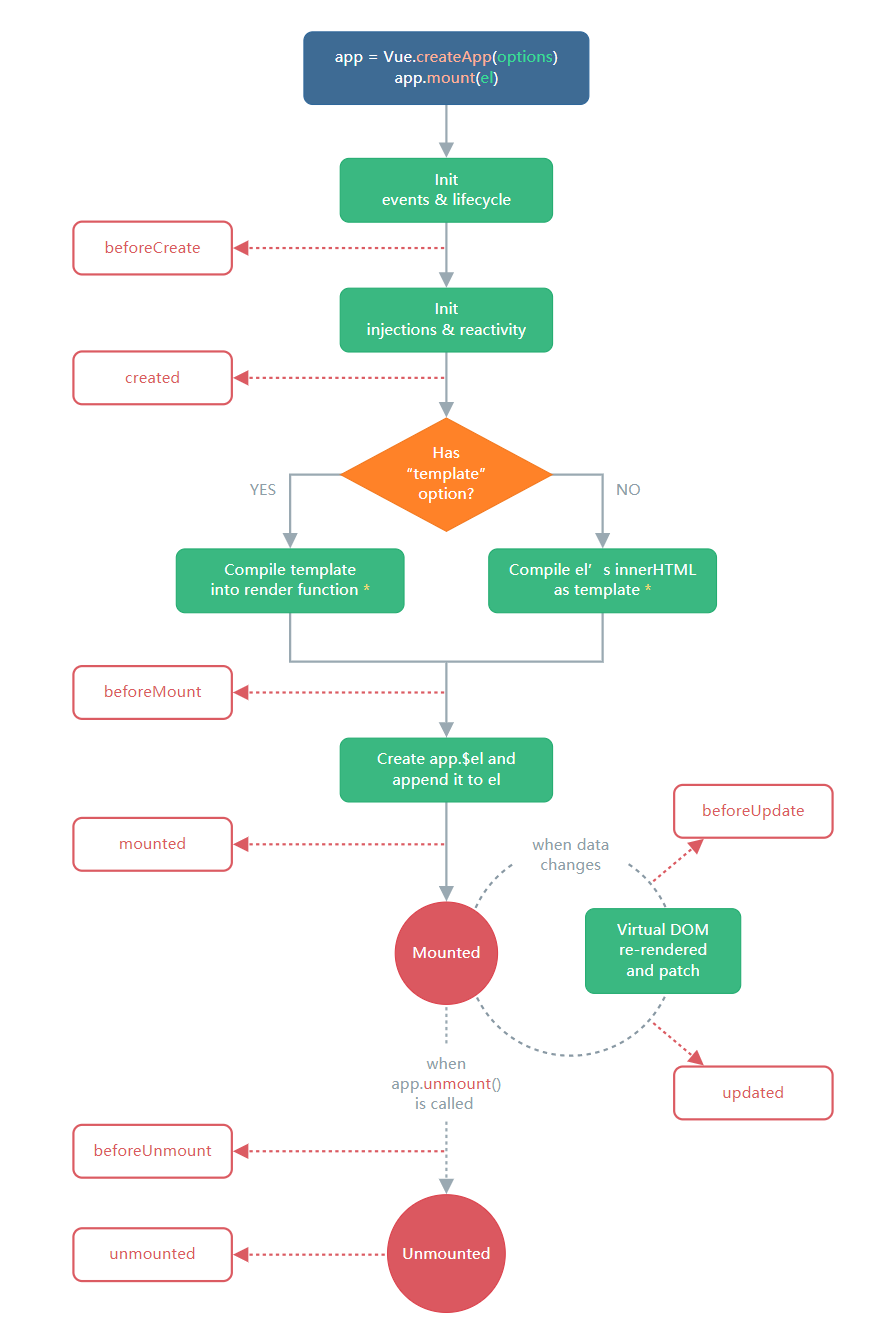 app = Vue.createApp(options)
app.mount(el)
Init
events & lifecycle
beforeCreate
Init
injections & reactivity
created
Has
“template”
option?
YES
NO
Compile template
into render function *
Compile el’s innerHTML
as template *
beforeMount
Create app.$el and
append it to el
beforeUpdate
mounted
when data
changes
Mounted
Virtual DOM
re-rendered
and patch
when
app.unmount()
is called
updated
beforeUnmount
unmounted
Unmounted